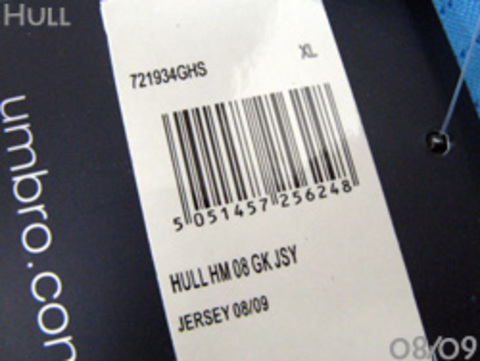 HULL
721934GHS
XL
5 051457 256248
HULL HM 08 GK JSY
JERSEY 08/09
umbro.com
08/09